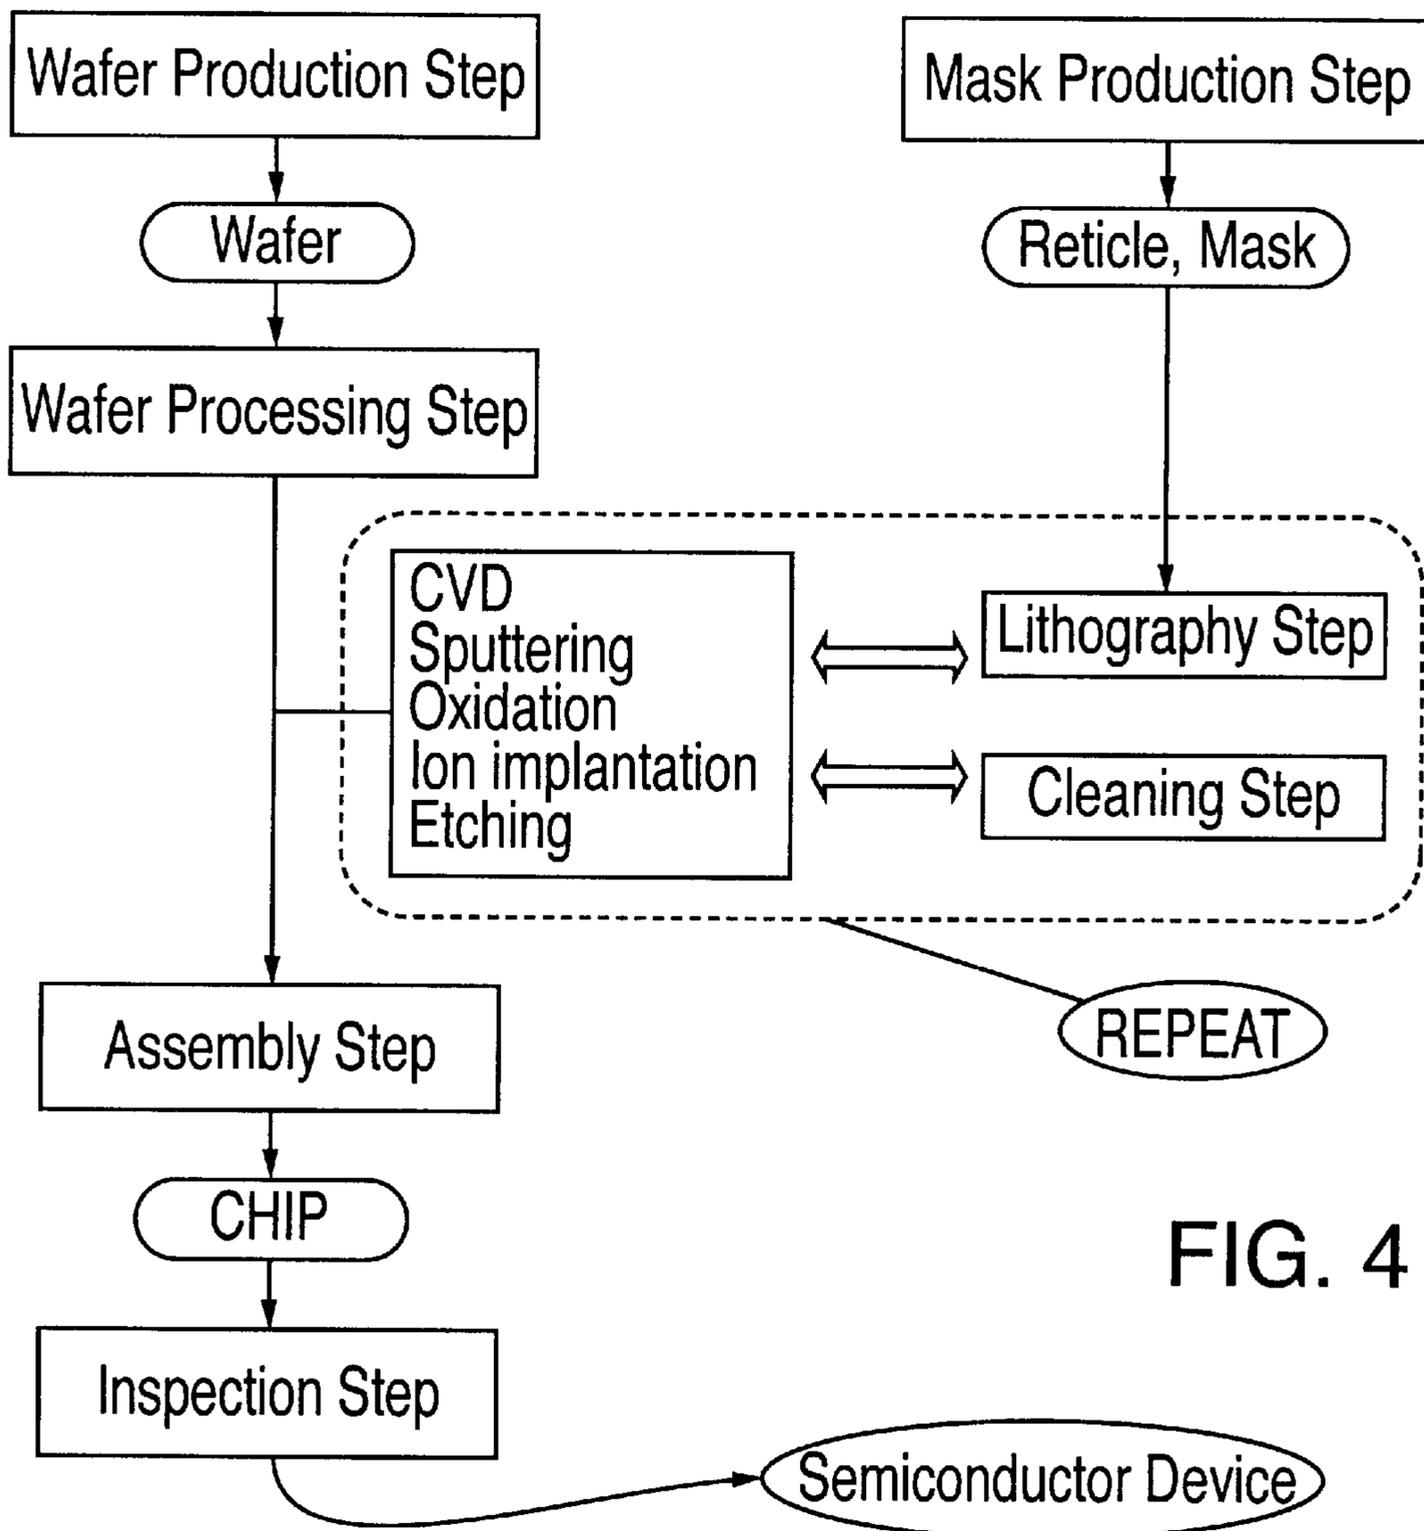 Wafer Production Step
Mask Production Step
Wafer
Reticle, Mask
Wafer Processing Step
CVD
Sputtering
Oxidation
Ion implantation
Etching
Lithography Step
Cleaning Step
REPEAT
Assembly Step
CHIP
Inspection Step
Semiconductor Device
FIG. 4